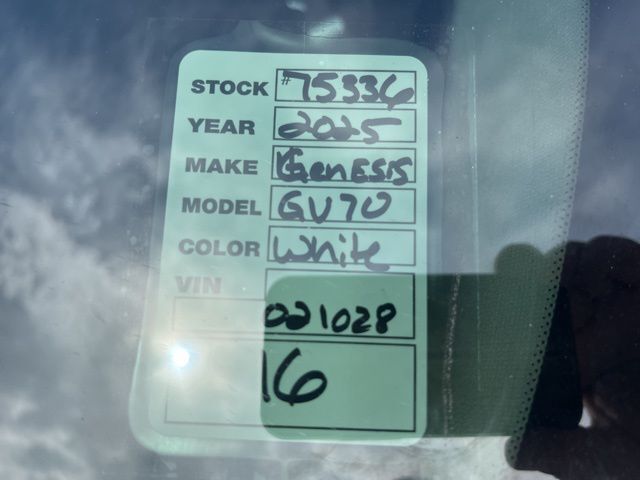 STOCK #75336
YEAR 2025
MAKE Genesis
MODEL GV70
COLOR White
VIN
021028
16